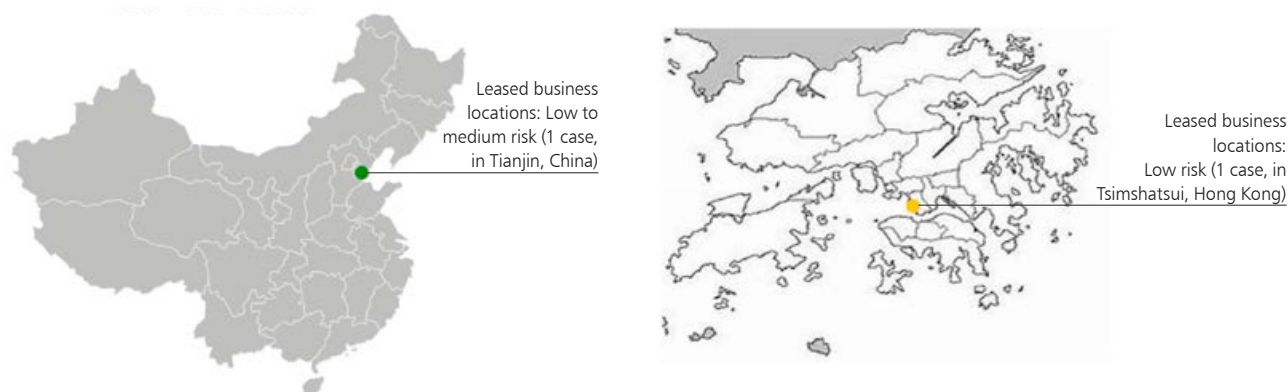 Leased business
locations: Low to
medium risk (1 case,
in Tianjin, China)
Leased business
locations:
Low risk (1 case, in
Tsimshatsui, Hong Kong)